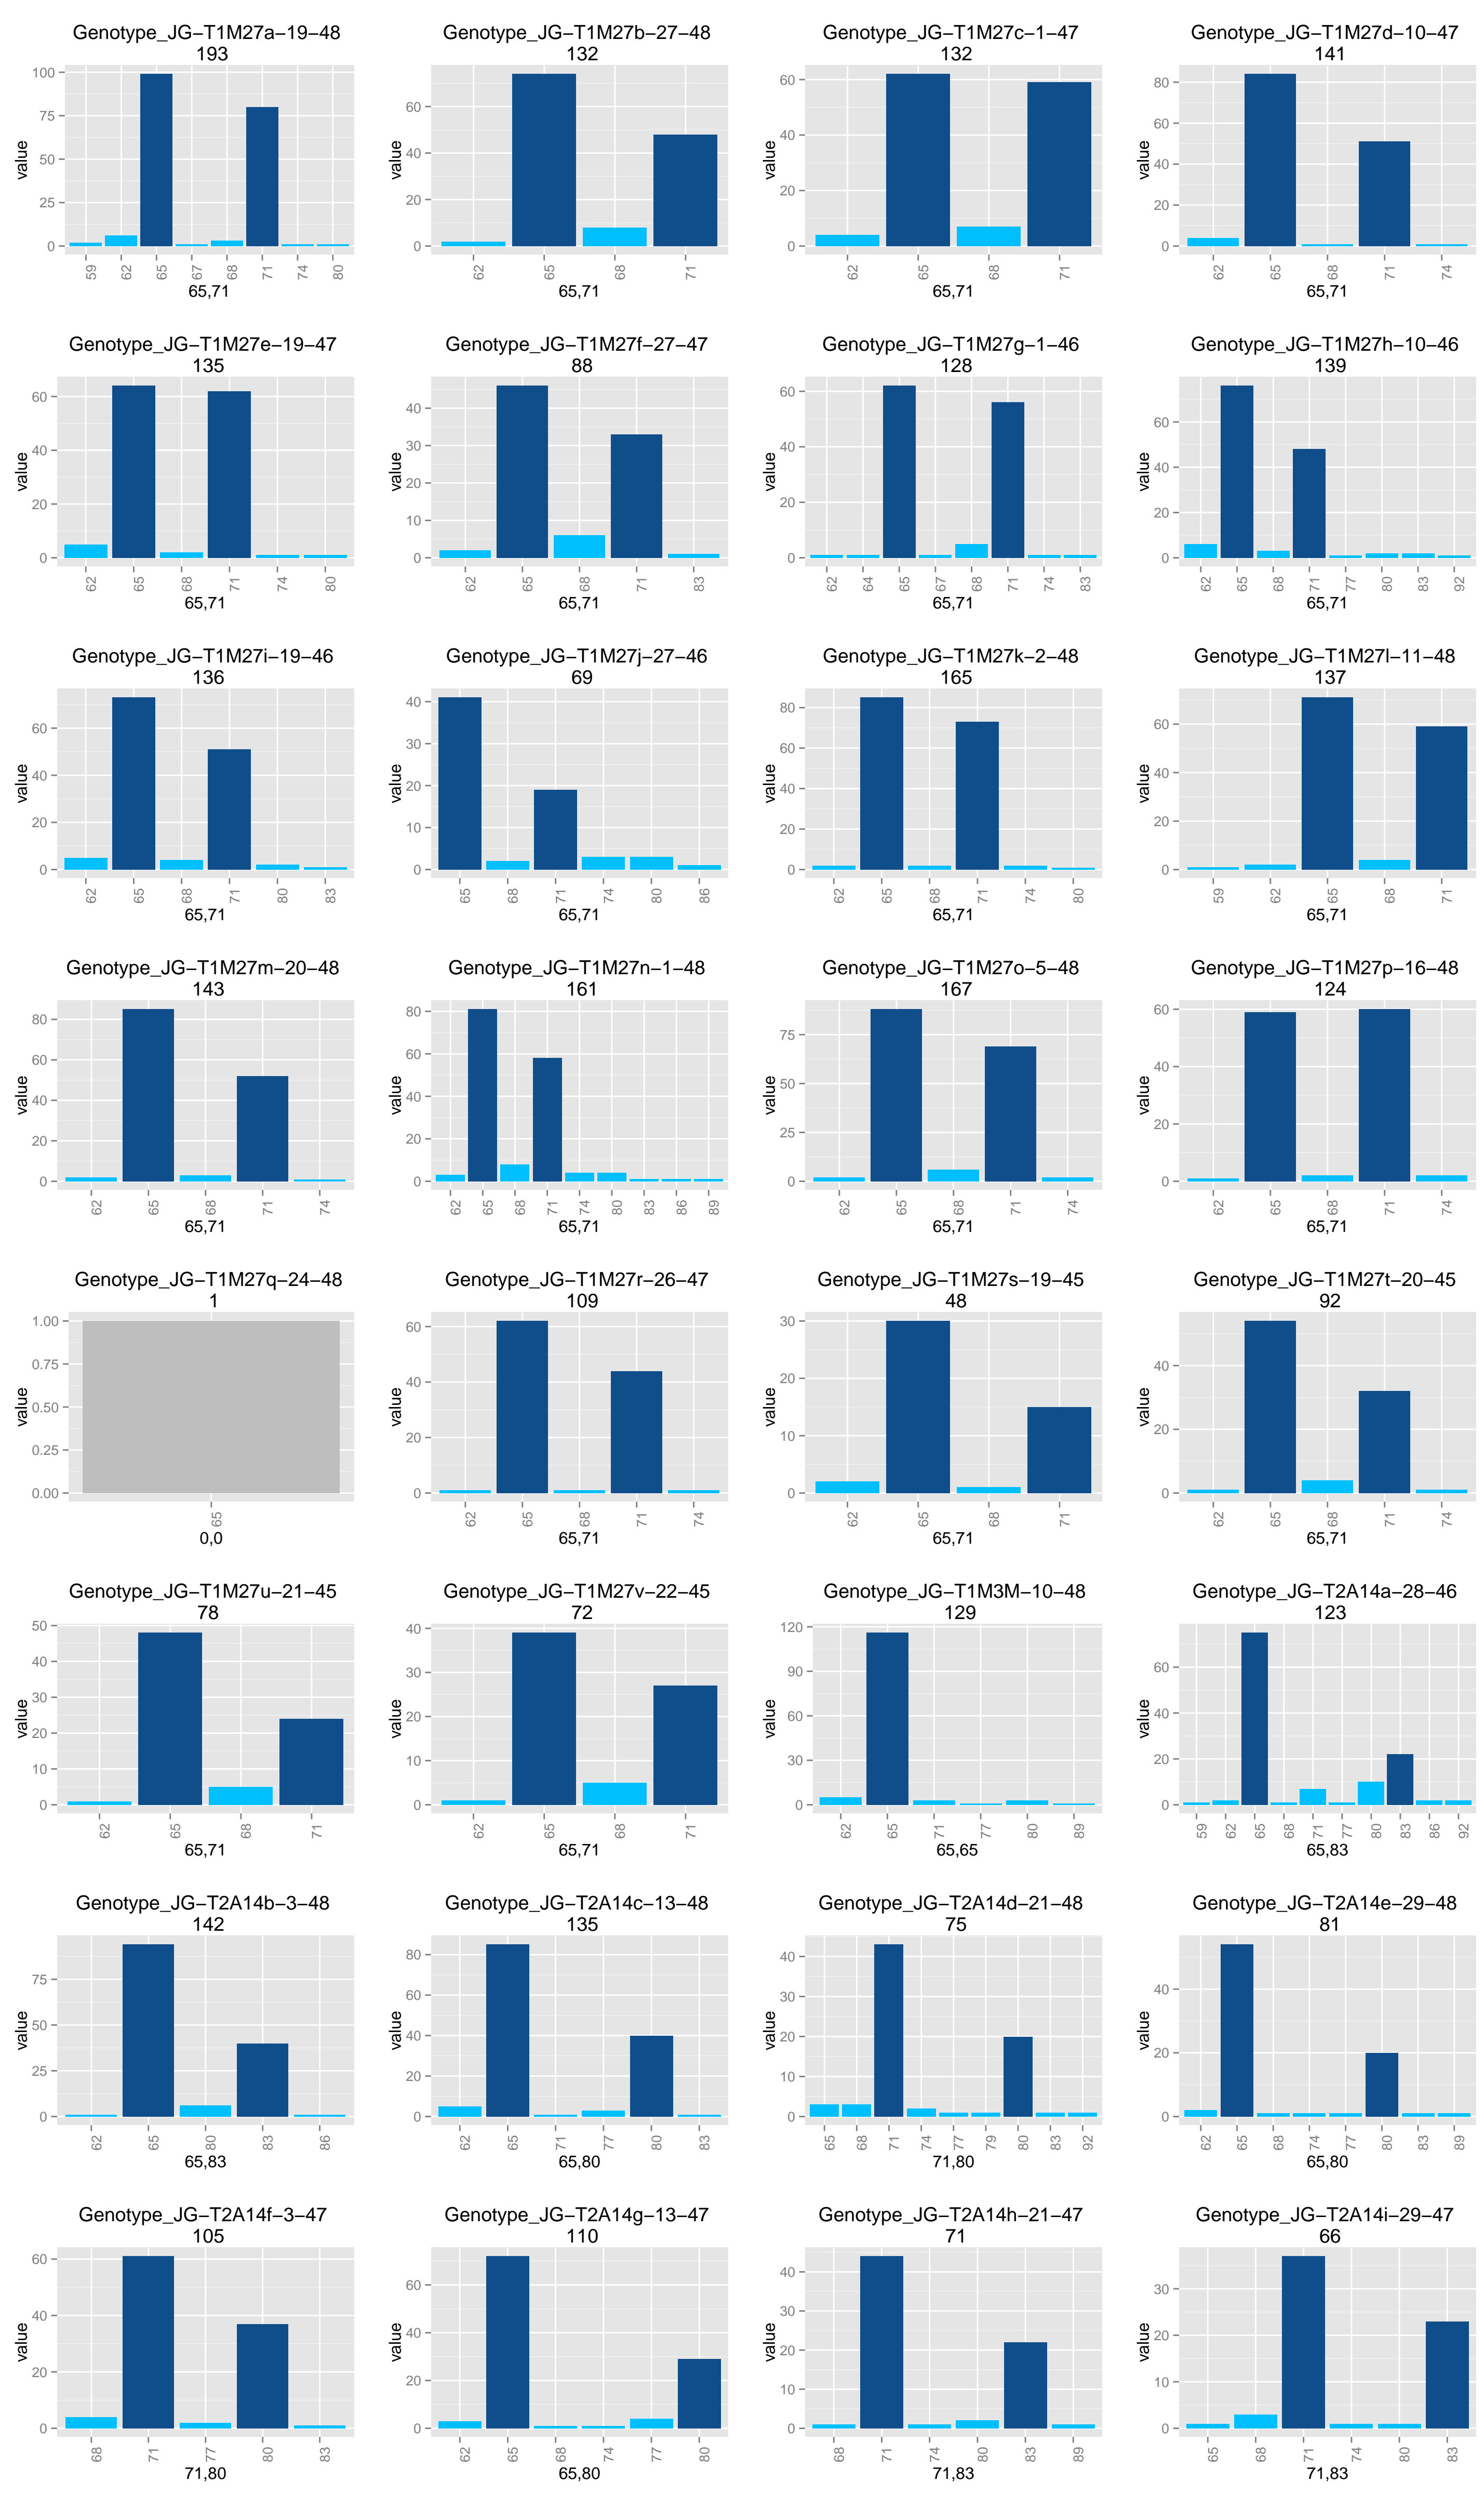 Genotype_JG–T1M27a–19–48
193
value
100
75
50
25
0
59 62 65 67 68 71 74 80
65,71
Genotype_JG–T1M27b–27–48
132
value
60
40
20
0
62 65 68 71
65,71
Genotype_JG–T1M27c–1–47
132
value
60
40
20
0
62 65 68 71
65,71
Genotype_JG–T1M27d–10–47
141
value
80
60
40
20
0
62 65 68 71 74
65,71
Genotype_JG–T1M27e–19–47
135
value
60
40
20
0
62 65 68 71 74 80
65,71
Genotype_JG–T1M27f–27–47
88
value
40
30
20
10
0
62 65 68 71 83
65,71
Genotype_JG–T1M27g–1–46
128
value
60
40
20
0
62 64 65 67 68 71 74 83
65,71
Genotype_JG–T1M27h–10–46
139
value
60
40
20
0
62 65 68 71 77 80 83 92
65,71
Genotype_JG–T1M27i–19–46
136
value
60
40
20
0
62 65 68 71 80 83
65,71
Genotype_JG–T1M27j–27–46
69
value
40
30
20
10
0
65 68 71 74 80 86
65,71
Genotype_JG–T1M27k–2–48
165
value
80
60
40
20
0
62 65 68 71 74 80
65,71
Genotype_JG–T1M27l–11–48
137
value
60
40
20
0
59 62 65 68 71
65,71
Genotype_JG–T1M27m–20–48
143
value
80
60
40
20
0
62 65 68 71 74
65,71
Genotype_JG–T1M27n–1–48
161
value
80
60
40
20
0
62 65 68 71 74 80 83 86 89
65,71
Genotype_JG–T1M27o–5–48
167
value
75
50
25
0
62 65 68 71 74
65,71
Genotype_JG–T1M27p–16–48
124
value
60
40
20
0
62 65 68 71 74
65,71
Genotype_JG–T1M27q–24–48
1
value
1.00
0.75
0.50
0.25
0.00
65
0,0
Genotype_JG–T1M27r–26–47
109
value
60
40
20
0
62 65 68 71 74
65,71
Genotype_JG–T1M27s–19–45
48
value
30
20
10
0
62 65 68 71
65,71
Genotype_JG–T1M27t–20–45
92
value
40
20
0
62 65 68 71 74
65,71
Genotype_JG–T1M27u–21–45
78
value
50
40
30
20
10
0
62 65 68 71
65,71
Genotype_JG–T1M27v–22–45
72
value
40
30
20
10
0
62 65 68 71
65,71
Genotype_JG–T1M3M–10–48
129
value
120
90
60
30
0
62 65 71 77 80 89
65,65
Genotype_JG–T2A14a–28–46
123
value
60
40
20
0
59 62 65 68 71 77 80 83 86 92
65,83
Genotype_JG–T2A14b–3–48
142
value
75
50
25
0
62 65 80 83 86
65,83
Genotype_JG–T2A14c–13–48
135
value
80
60
40
20
0
62 65 71 77 80 83
65,80
Genotype_JG–T2A14d–21–48
75
value
40
30
20
10
0
65 68 71 74 77 79 80 83 92
71,80
Genotype_JG–T2A14e–29–48
81
value
40
20
0
62 65 68 74 77 80 83 89
65,80
Genotype_JG–T2A14f–3–47
105
value
60
40
20
0
68 71 77 80 83
71,80
Genotype_JG–T2A14g–13–47
110
value
60
40
20
0
62 65 68 74 77 80
65,80
Genotype_JG–T2A14h–21–47
71
value
40
30
20
10
0
68 71 74 80 83 89
71,83
Genotype_JG–T2A14i–29–47
66
value
30
20
10
0
65 68 71 74 80 83
71,83